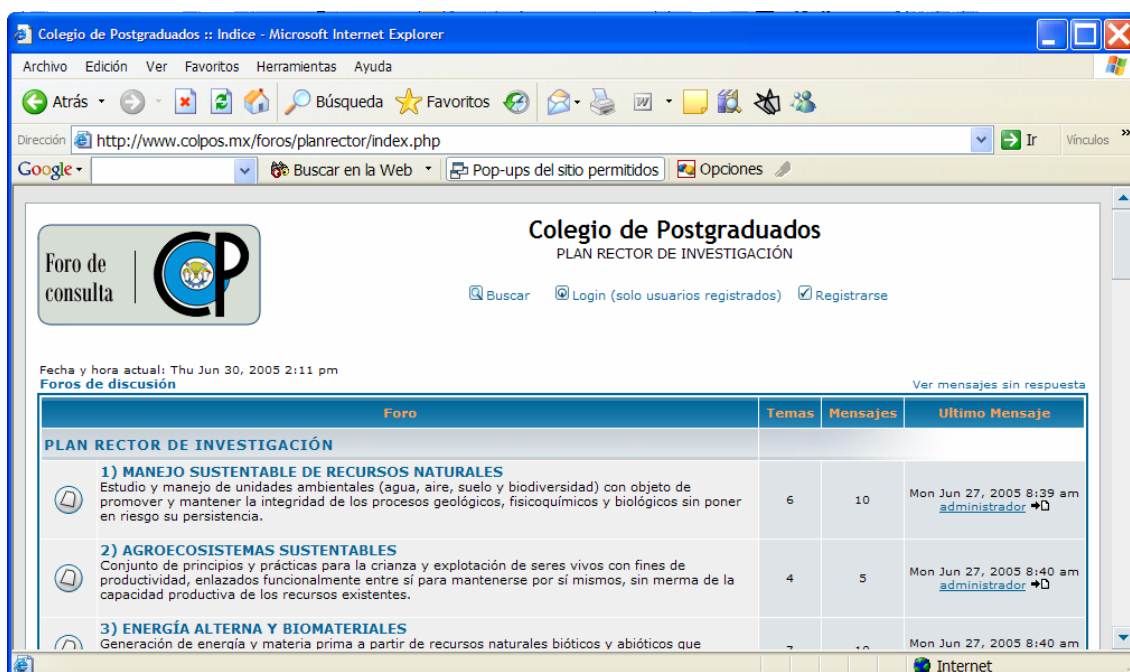 Colegio de Postgraduados :: Indice - Microsoft Internet Explorer
Archivo Edición Ver Favoritos Herramientas Ayuda
Atrás Búsqueda Favoritos
Dirección http://www.colpos.mx/foros/planrector/index.php Ir Vínculos »
Google Buscar en la Web Pop-ups del sitio permitidos Opciones
Foro de
consulta
CP
Colegio de Postgraduados
PLAN RECTOR DE INVESTIGACIÓN
Buscar Login (solo usuarios registrados) Registrarse
Fecha y hora actual: Thu Jun 30, 2005 2:11 pm
Foros de discusión Ver mensajes sin respuesta
Foro Temas Mensajes Ultimo Mensaje
PLAN RECTOR DE INVESTIGACIÓN
1) MANEJO SUSTENTABLE DE RECURSOS NATURALES
Estudio y manejo de unidades ambientales (agua, aire, suelo y biodiversidad) con objeto de
promover y mantener la integridad de los procesos geológicos, fisicoquímicos y biológicos sin poner
en riesgo su persistencia.
6 10 Mon Jun 27, 2005 8:39 am
administrador
2) AGROECOSISTEMAS SUSTENTABLES
Conjunto de principios y prácticas para la crianza y explotación de seres vivos con fines de
productividad, enlazados funcionalmente entre sí para mantenerse por sí mismos, sin merma de la
capacidad productiva de los recursos existentes.
4 5 Mon Jun 27, 2005 8:40 am
administrador
3) ENERGÍA ALTERNA Y BIOMATERIALES
Generación de energía y materia prima a partir de recursos naturales bióticos y abióticos que
Mon Jun 27, 2005 8:40 am
Internet